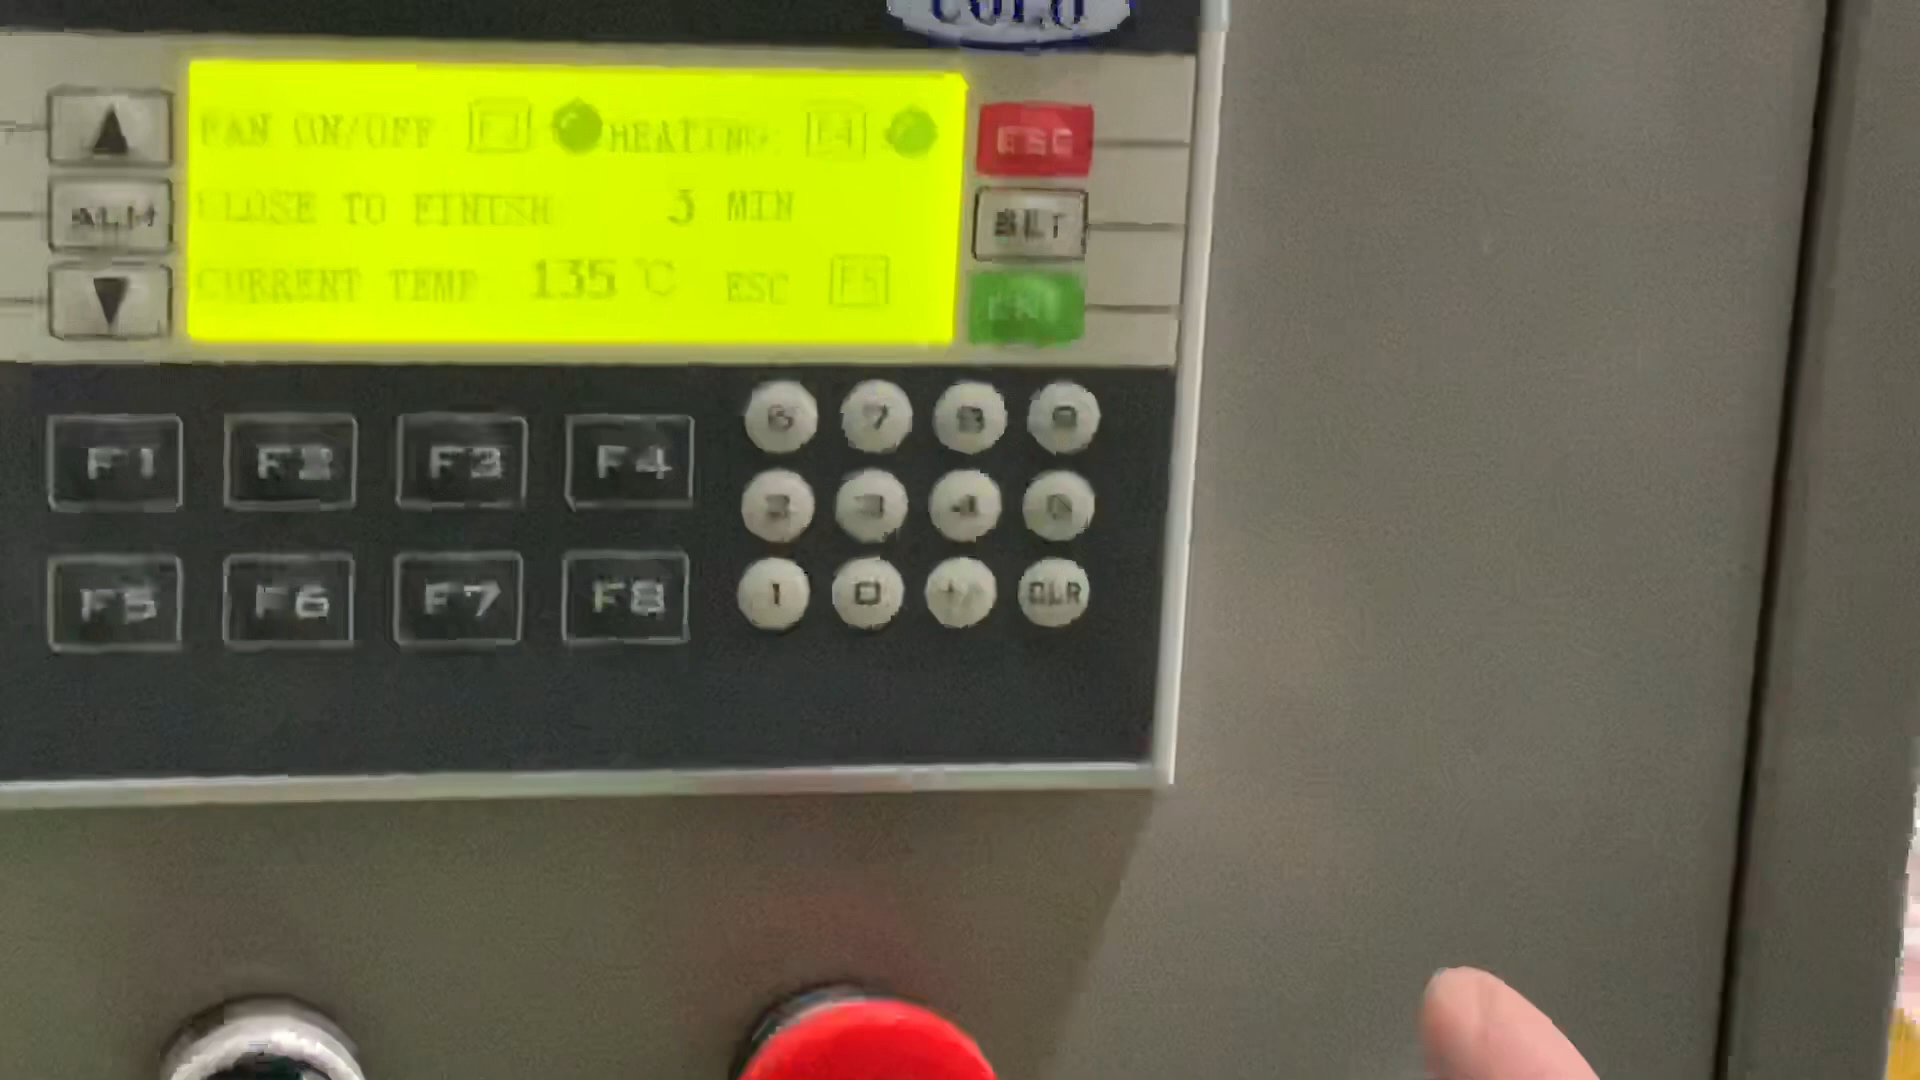 COLO
FAN ON/OFF F3 HEATING: F4
CLOSE TO FINISH 3 MIN
CURRENT TEMP 135 ℃ ESC F5
ALM
ESC
SET
ENT
F1 F2 F3 F4
F5 F6 F7 F8
6 7 8 9
2 3 4 5
1 0 +/- CLR